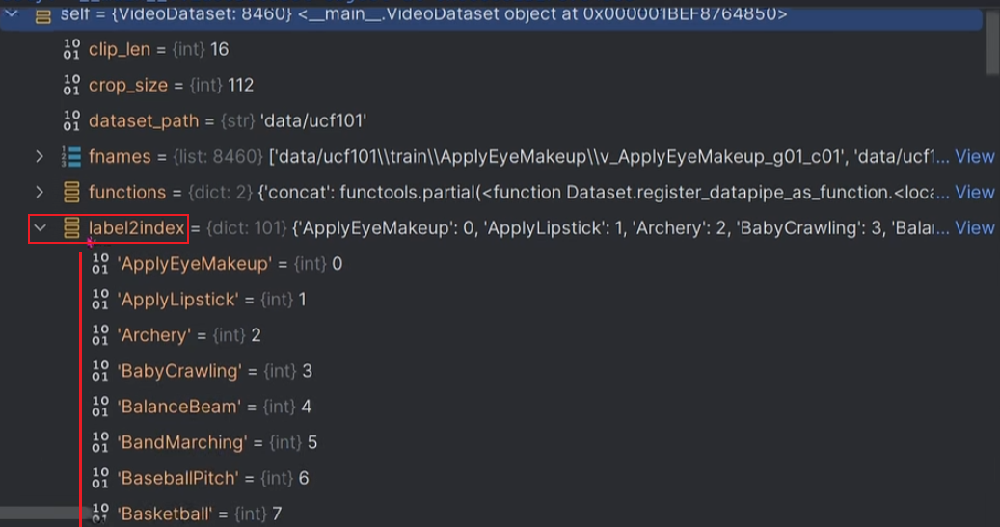 self = {VideoDataset: 8460} <__main__.VideoDataset object at 0x000001BEF8764850>
clip_len = {int} 16
crop_size = {int} 112
dataset_path = {str} 'data/ucf101'
fnames = {list: 8460} ['data/ucf101\\train\\ApplyEyeMakeup\\v_ApplyEyeMakeup_g01_c01', 'data/ucf1... View
functions = {dict: 2} {'concat': functools.partial(<function Dataset.register_datapipe_as_function.<loca... View
label2index = {dict: 101} {'ApplyEyeMakeup': 0, 'ApplyLipstick': 1, 'Archery': 2, 'BabyCrawling': 3, 'Balan... View
'ApplyEyeMakeup' = {int} 0
'ApplyLipstick' = {int} 1
'Archery' = {int} 2
'BabyCrawling' = {int} 3
'BalanceBeam' = {int} 4
'BandMarching' = {int} 5
'BaseballPitch' = {int} 6
'Basketball' = {int} 7